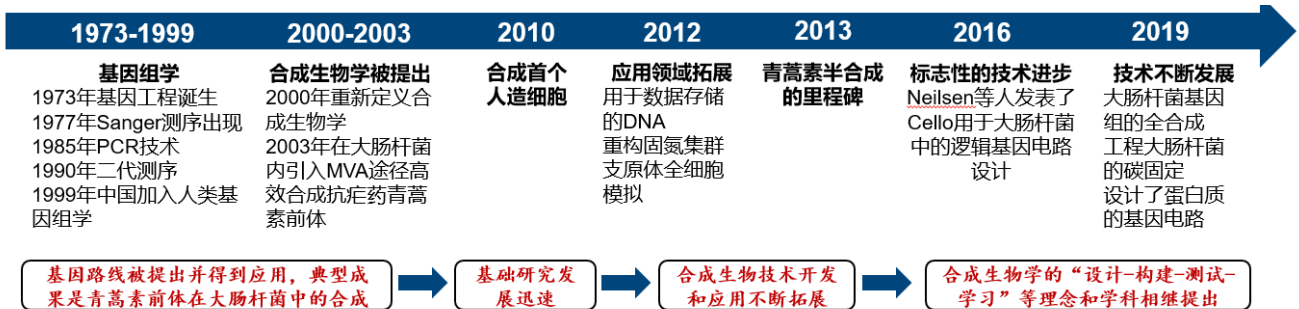 1973-1999
2000-2003
2010
2012
2013
2016
2019
基因组学
1973年基因工程诞生
1977年Sanger测序出现
1985年PCR技术
1990年二代测序
1999年中国加入人类基
因组学
合成生物学被提出
2000年重新定义合
成生物学
2003年在大肠杆菌
内引入MVA途径高
效合成抗疟药青蒿
素前体
合成首个
人造细胞
应用领域拓展
用于数据存储
的DNA
重构固氮集群
支原体全细胞
模拟
青蒿素半合成
的里程碑
标志性的技术进步
Neilsen等人发表了
Cello用于大肠杆菌
中的逻辑基因电路
设计
技术不断发展
大肠杆菌基因
组的全合成
工程大肠杆菌
的碳固定
设计了蛋白质
的基因电路
基因路线被提出并得到应用，典型成
果是青蒿素前体在大肠杆菌中的合成
基础研究发
展迅速
合成生物技术开发
和应用不断拓展
合成生物学的“设计-构建-测试-
学习”等理念和学科相继提出